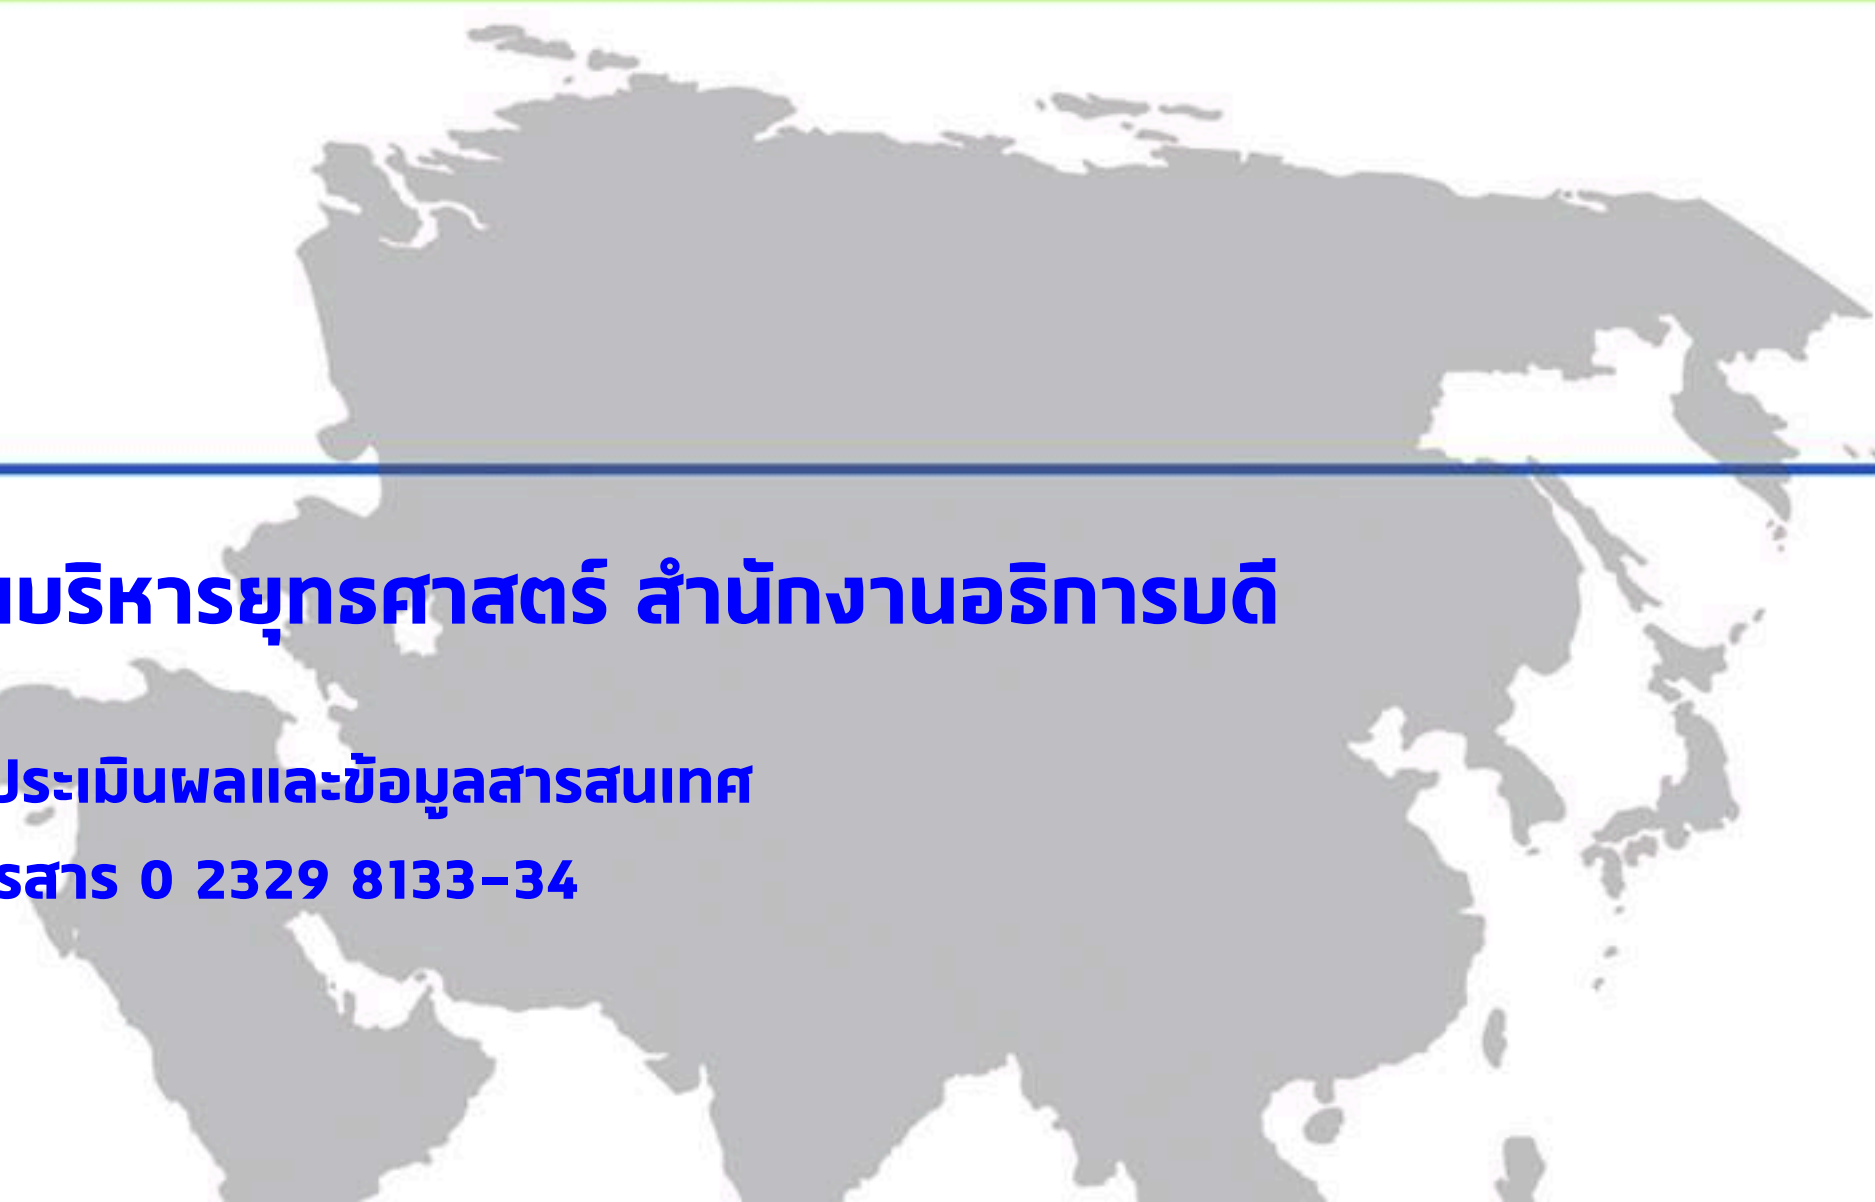 นบริหารยุทธศาสตร์ สำนักงานอธิการบดี
ประเมินผลและข้อมูลสารสนเทศ
รสาร 0 2329 8133-34